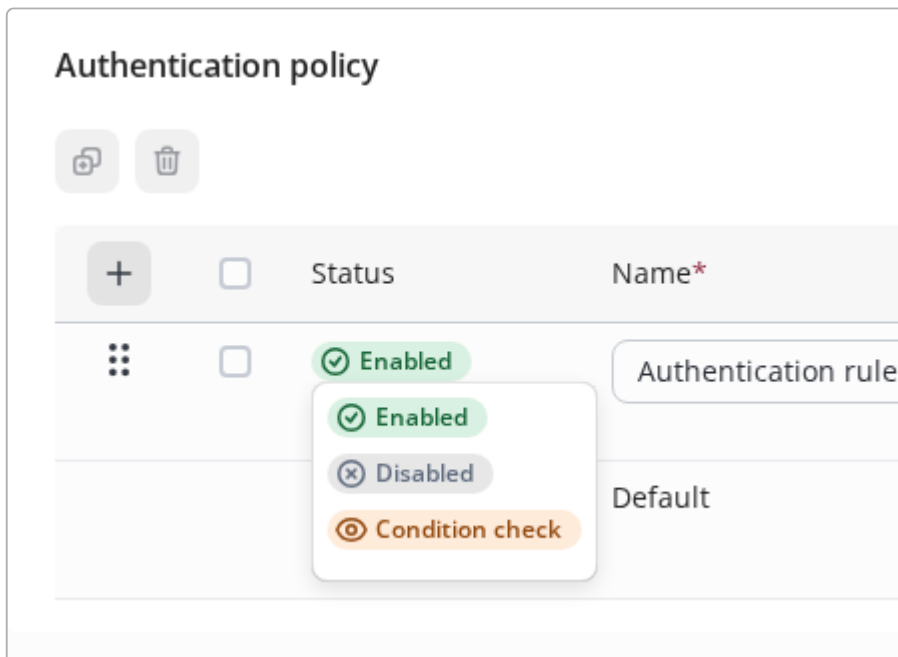 Authentication policy
Status Name*
Enabled Authentication rule
Enabled
Disabled
Default
Condition check